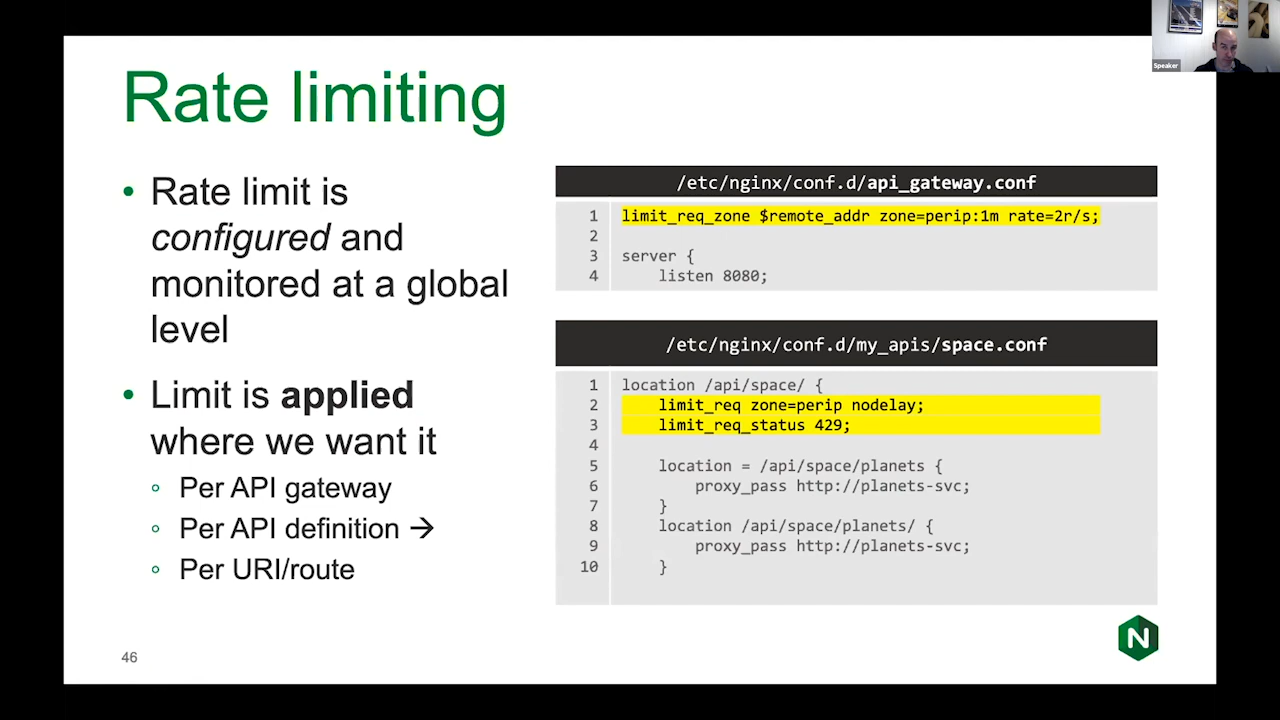 Speaker
Rate limiting
• Rate limit is
configured and
monitored at a global
level
• Limit is applied
where we want it
Per API gateway
Per API definition →
Per URI/route
/etc/nginx/conf.d/api_gateway.conf
1 limit_req_zone $remote_addr zone=perip:1m rate=2r/s;
2
3 server {
4 listen 8080;
/etc/nginx/conf.d/my_apis/space.conf
1 location /api/space/ {
2 limit_req zone=perip nodelay;
3 limit_req_status 429;
4
5 location = /api/space/planets {
6 proxy_pass http://planets-svc;
7 }
8 location /api/space/planets/ {
9 proxy_pass http://planets-svc;
10 }
N
46